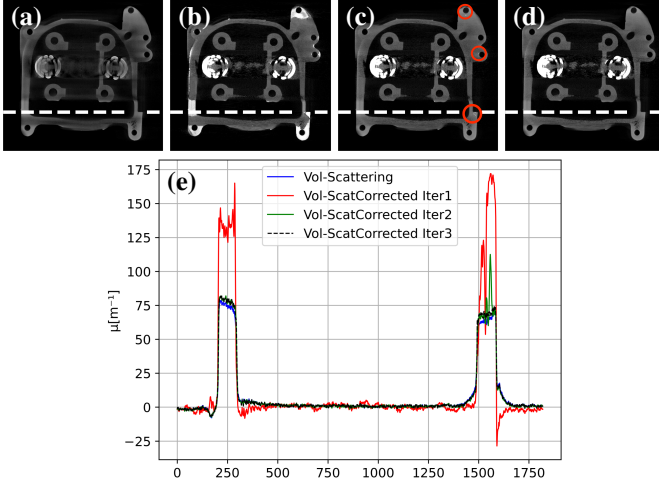 (a)
(b)
(c)
(d)
(e)
Vol-Scattering
Vol-ScatCorrected Iter1
Vol-ScatCorrected Iter2
Vol-ScatCorrected Iter3
175
150
125
100
75
50
25
0
−25
μ[m⁻¹]
0 250 500 750 1000 1250 1500 1750